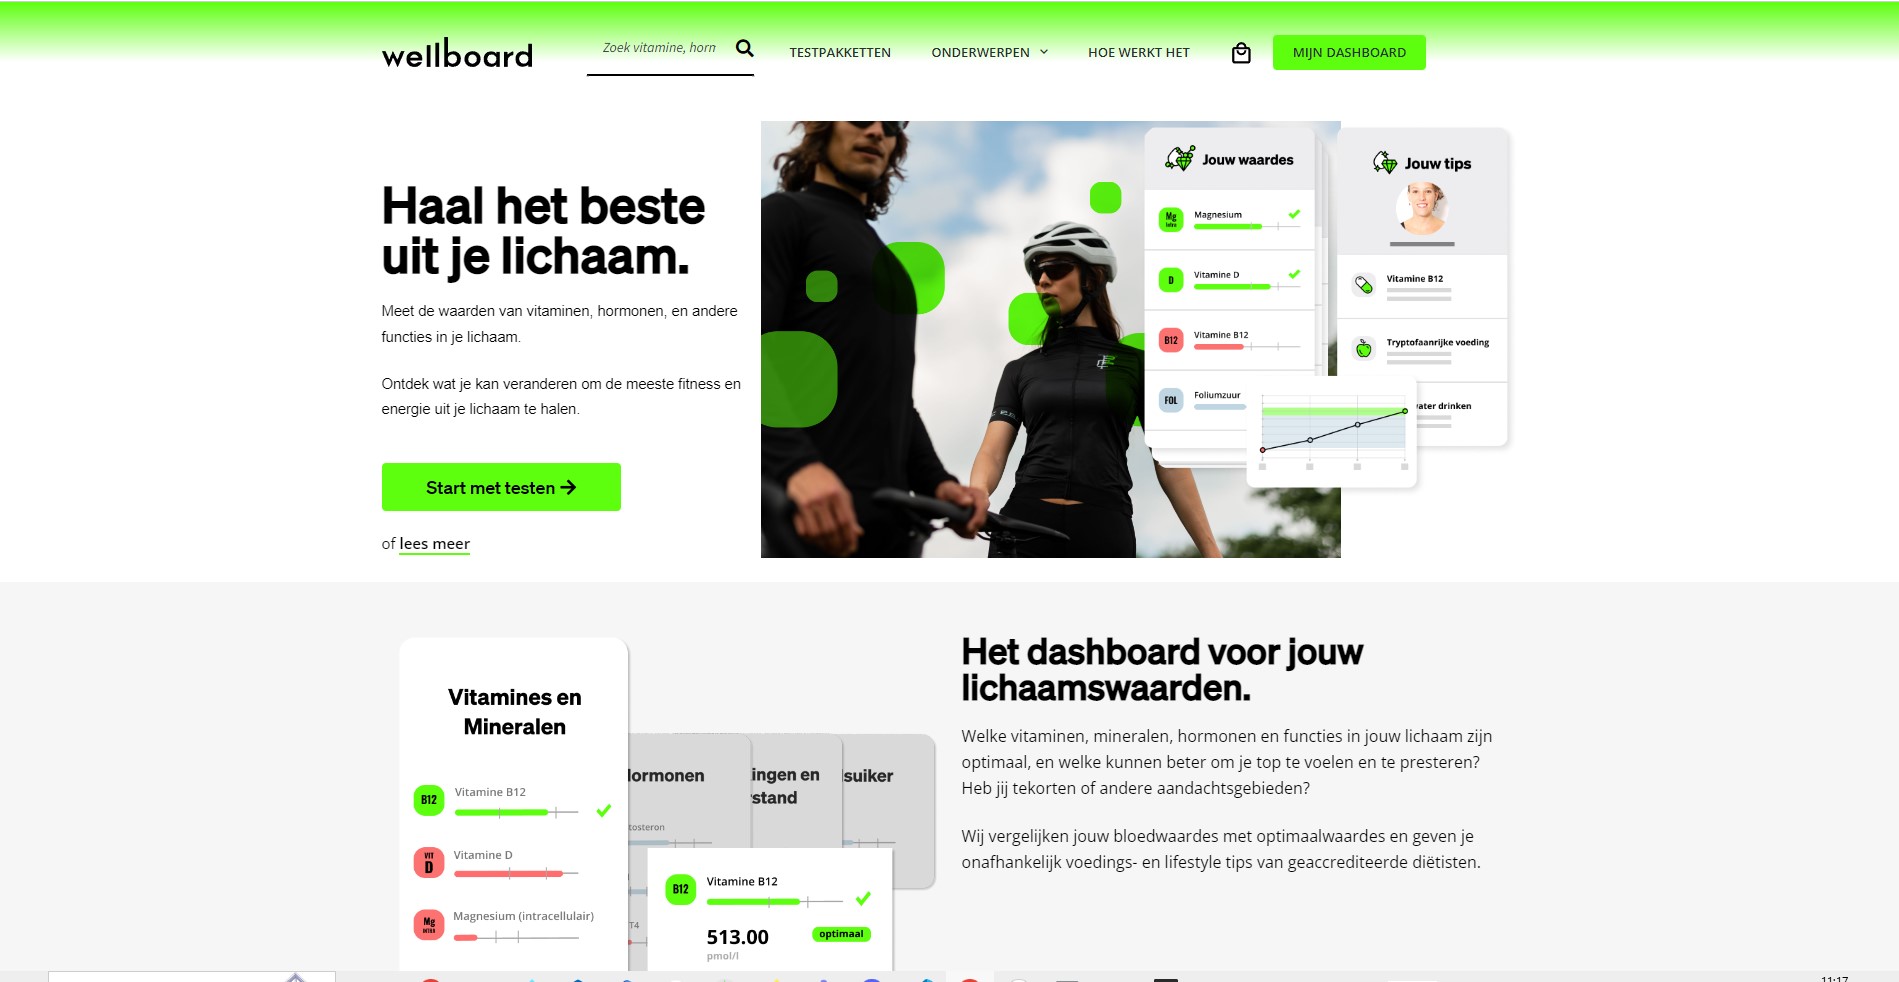 wellboard
Zoek vitamine, horn
TESTPAKKETTEN
ONDERWERPEN
HOE WERKT HET
MIJN DASHBOARD
Haal het beste
uit je lichaam.
Meet de waarden van vitaminen, hormonen, en andere
functies in je lichaam.
Ontdek wat je kan veranderen om de meeste fitness en
energie uit je lichaam te halen.
Start met testen
of lees meer
Jouw waardes
Mg
Magnesium
D
Vitamine D
B12
Vitamine B12
FOL
Foliumzuur
Jouw tips
Vitamine B12
Tryptofaanrijke voeding
ater drinken
Vitamines en
Mineralen
B12
Vitamine B12
VIT
D
Vitamine D
Mg
INTRA
Magnesium (intracellulair)
ormonen
tosteron
T4
ingen en
stand
suiker
B12
Vitamine B12
513.00
optimaal
pmol/l
Het dashboard voor jouw
lichaamswaarden.
Welke vitaminen, mineralen, hormonen en functies in jouw lichaam zijn
optimaal, en welke kunnen beter om je top te voelen en te presteren?
Heb jij tekorten of andere aandachtsgebieden?
Wij vergelijken jouw bloedwaardes met optimaalwaardes en geven je
onafhankelijk voedings- en lifestyle tips van geaccrediteerde diëtisten.
11:17